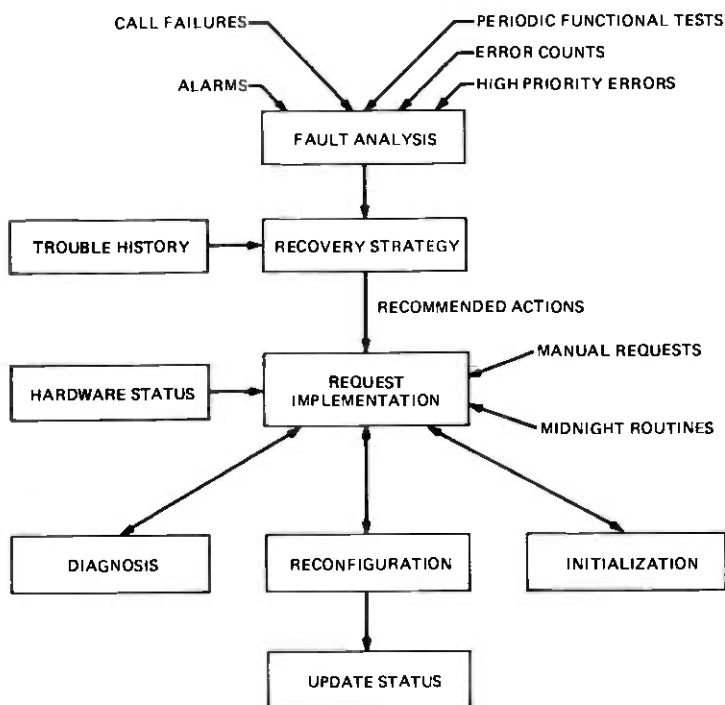 CALL FAILURES
PERIODIC FUNCTIONAL TESTS
ERROR COUNTS
ALARMS
HIGH PRIORITY ERRORS
FAULT ANALYSIS
TROUBLE HISTORY
RECOVERY STRATEGY
RECOMMENDED ACTIONS
MANUAL REQUESTS
HARDWARE STATUS
REQUEST
IMPLEMENTATION
MIDNIGHT ROUTINES
DIAGNOSIS
RECONFIGURATION
INITIALIZATION
UPDATE STATUS